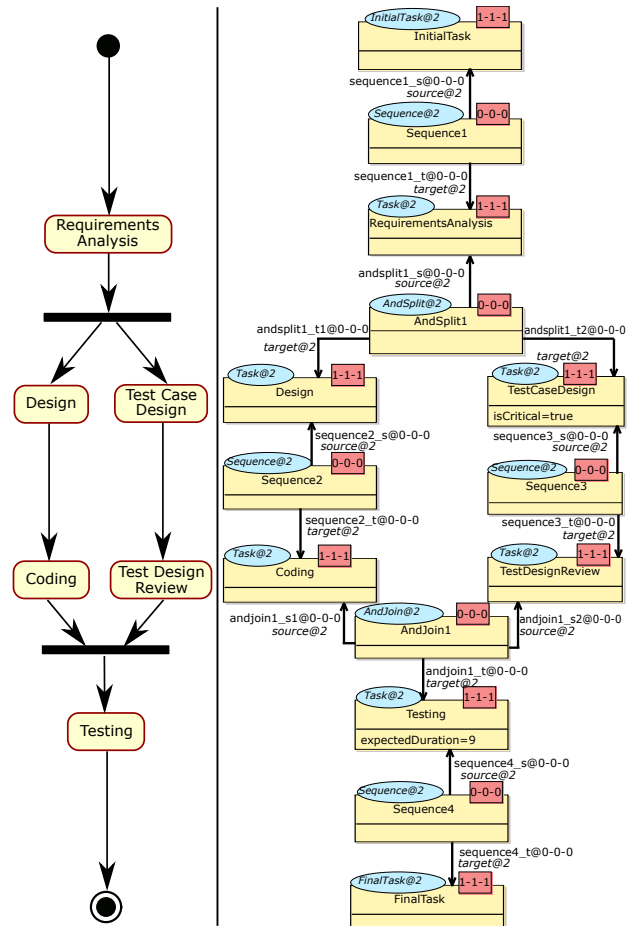 Requirements
Analysis
Design
Test Case
Design
Coding
Test Design
Review
Testing
InitialTask@2
1-1-1
InitialTask
sequence1_s@0-0-0
source@2
Sequence@2
0-0-0
Sequence1
sequence1_t@0-0-0
target@2
Task@2
1-1-1
RequirementsAnalysis
andsplit1_s@0-0-0
source@2
AndSplit@2
0-0-0
AndSplit1
andsplit1_t1@0-0-0
target@2
andsplit1_t2@0-0-0
target@2
Task@2
1-1-1
Design
Task@2
1-1-1
TestCaseDesign
isCritical=true
sequence2_s@0-0-0
source@2
sequence3_s@0-0-0
source@2
Sequence@2
0-0-0
Sequence2
Sequence@2
0-0-0
Sequence3
sequence2_t@0-0-0
target@2
sequence3_t@0-0-0
target@2
Task@2
1-1-1
Coding
Task@2
1-1-1
TestDesignReview
andjoin1_s1@0-0-0
source@2
AndJoin@2
0-0-0
AndJoin1
andjoin1_s2@0-0-0
source@2
andjoin1_t@0-0-0
target@2
Task@2
1-1-1
Testing
expectedDuration=9
sequence4_s@0-0-0
source@2
Sequence@2
0-0-0
Sequence4
sequence4_t@0-0-0
target@2
FinalTask@2
1-1-1
FinalTask